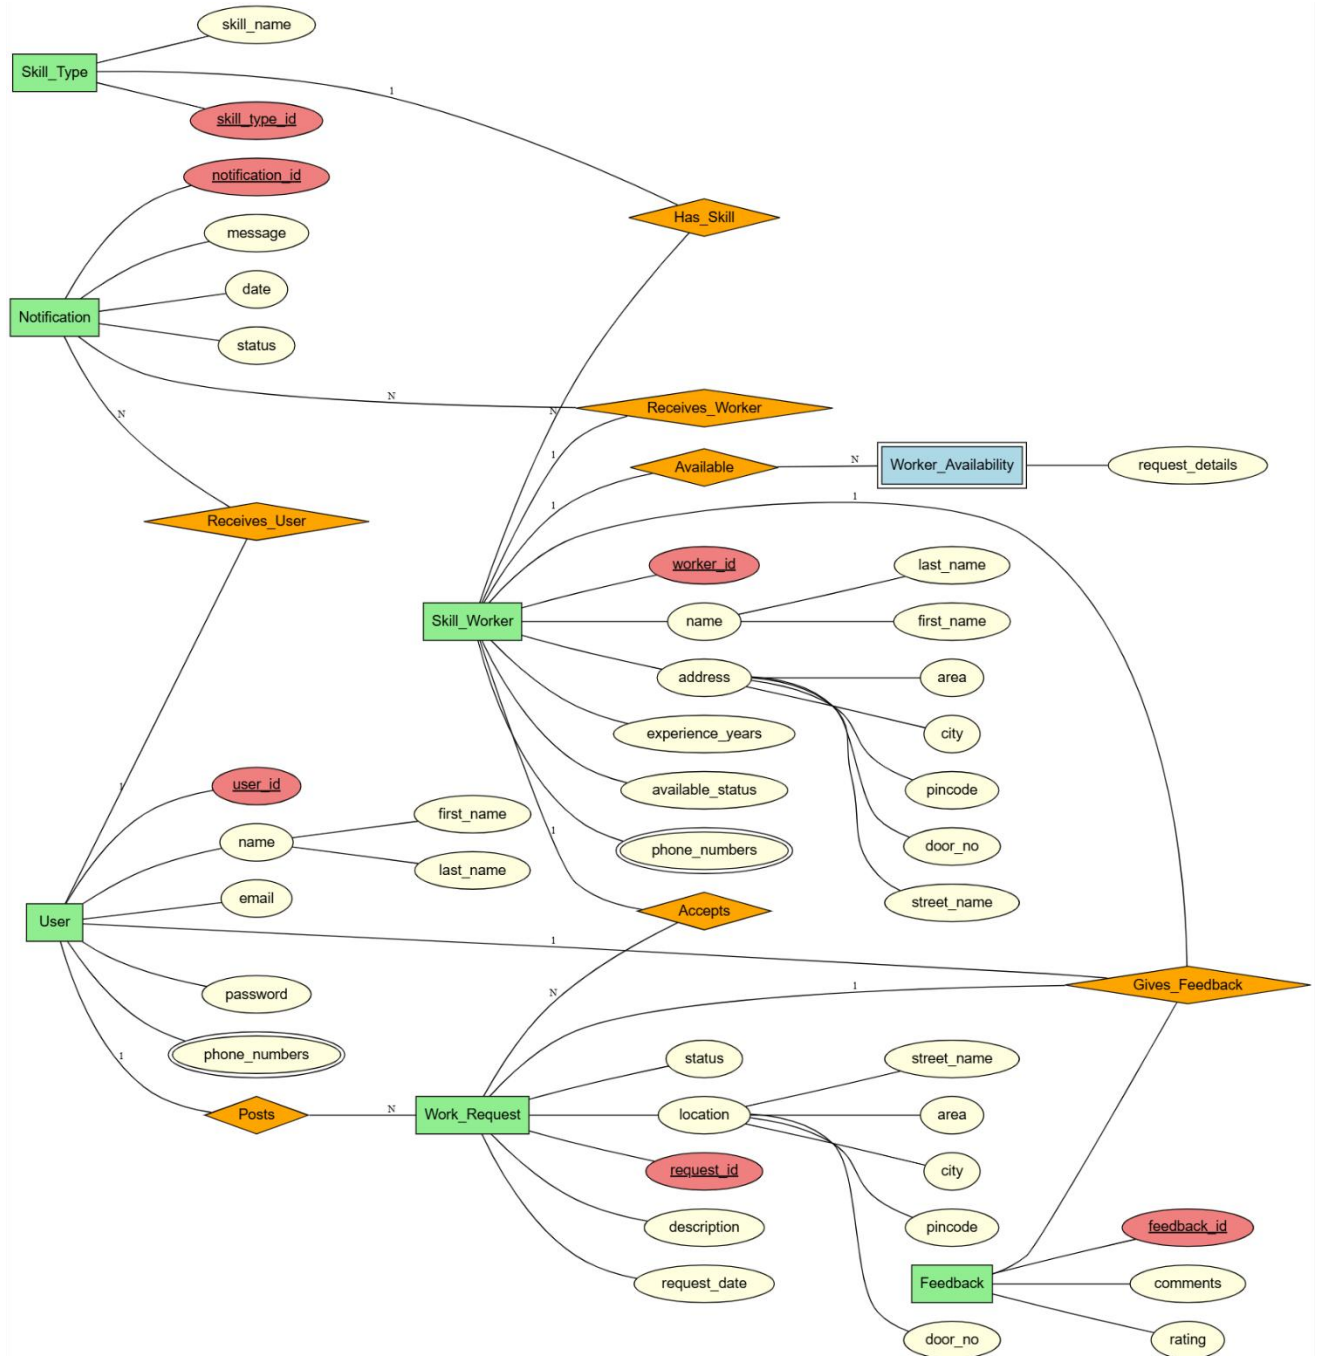 skill_name
Skill_Type
1
skill_type_id
notification_id
Has_Skill
message
date
Notification
status
N
Receives_Worker
N
N
1
Available
N
Worker_Availability
request_details
1
1
Receives_User
worker_id
last_name
Skill_Worker
name
first_name
address
area
experience_years
city
1
user_id
available_status
pincode
first_name
name
1
phone_numbers
door_no
last_name
email
street_name
User
Accepts
1
password
N
1
Gives_Feedback
phone_numbers
1
status
street_name
Posts
N
Work_Request
location
area
request_id
city
description
pincode
feedback_id
request_date
Feedback
comments
door_no
rating